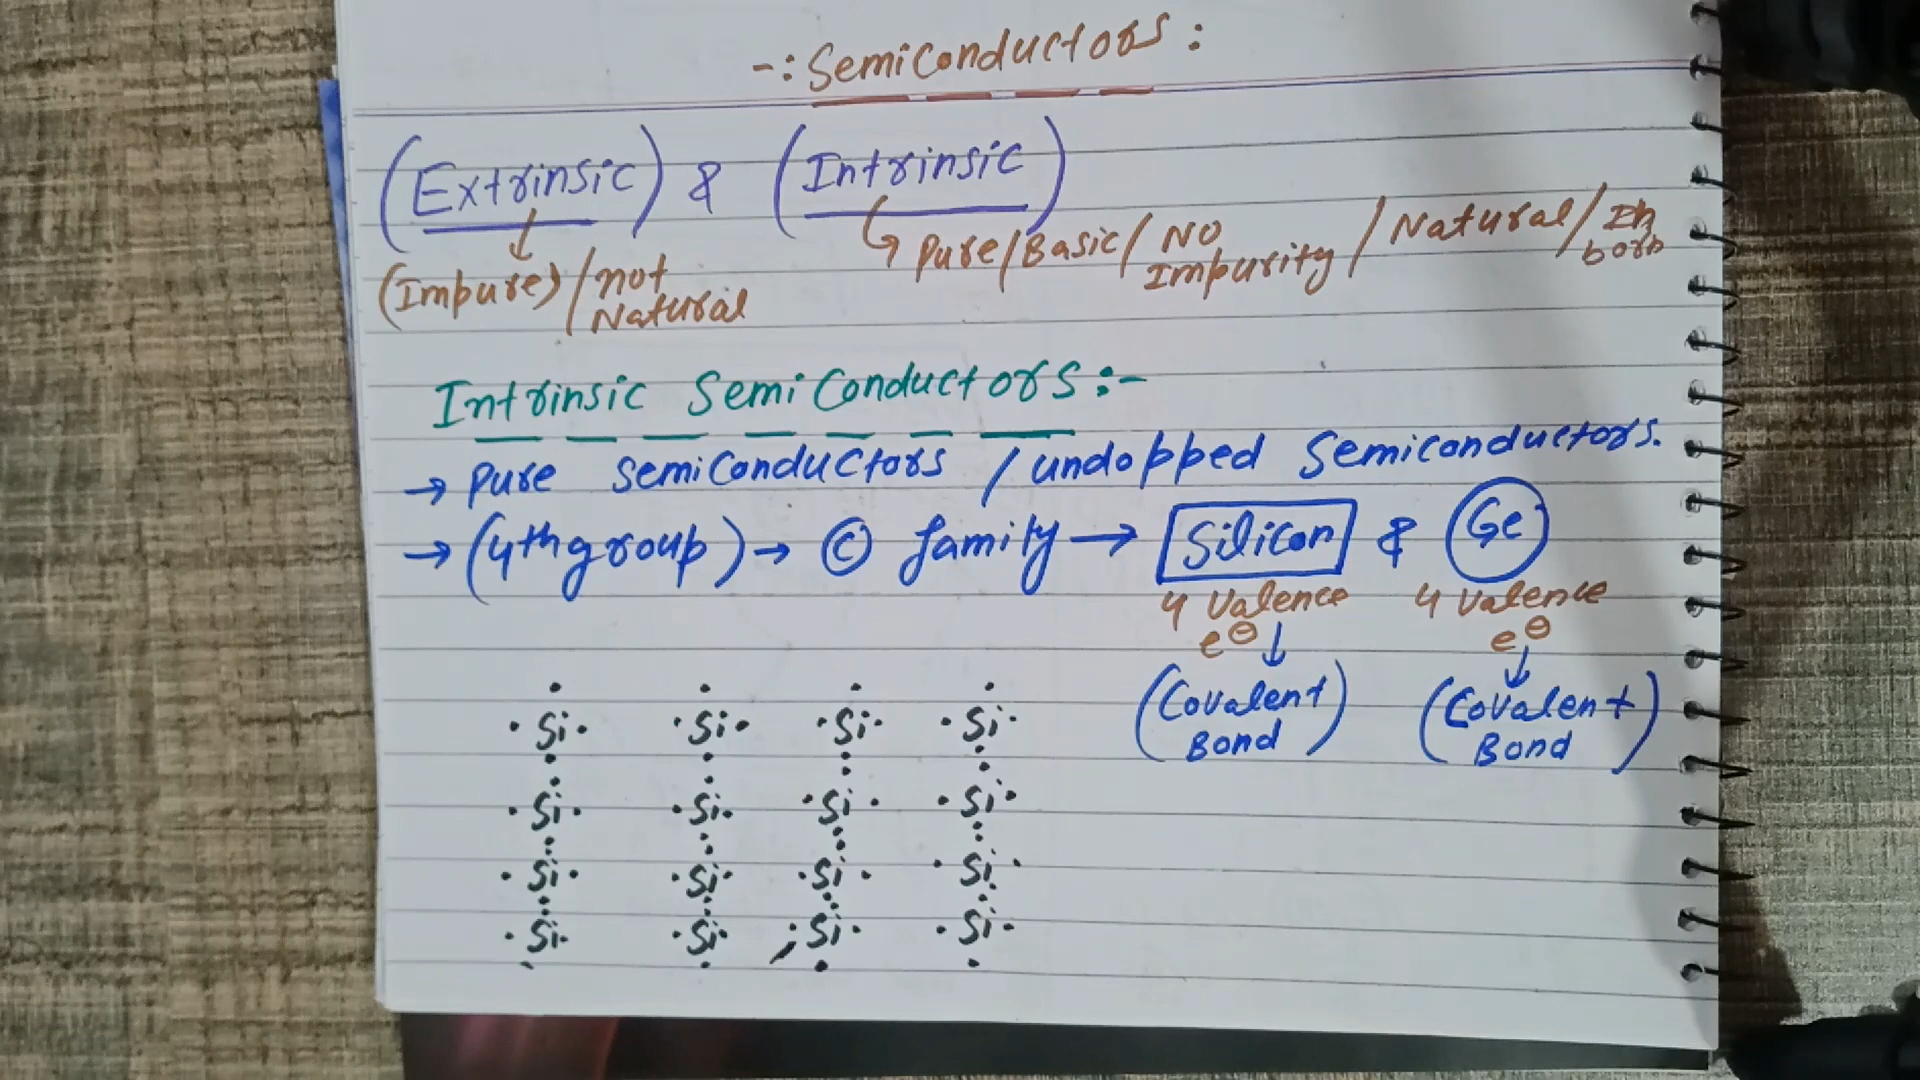 -: Semiconductors :
(Extrinsic) & (Intrinsic)
(Impure) / not Natural
Pure/Basic/ No Impurity / Natural / In born
Intrinsic Semiconductors :-
→ Pure Semiconductors / undopped Semiconductors.
→ (4th group) → © family → Silicon & Ge
4 Valence e⊖ ↓ (Covalent Bond)
4 Valence e⊖ ↓ (Covalent Bond)
·Si· ·Si· ·Si· ·Si·
·Si· ·Si· ·Si· ·Si·
·Si· ·Si· ·Si· ·Si·
·Si· ·Si· ·Si· ·Si·